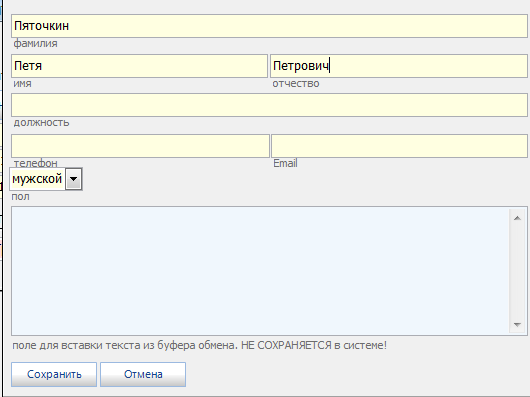 Пяточкин
фамилия
Петя Петрович
имя отчество
должность
телефон Email
мужской
пол
поле для вставки текста из буфера обмена. НЕ СОХРАНЯЕТСЯ в системе!
Сохранить Отмена